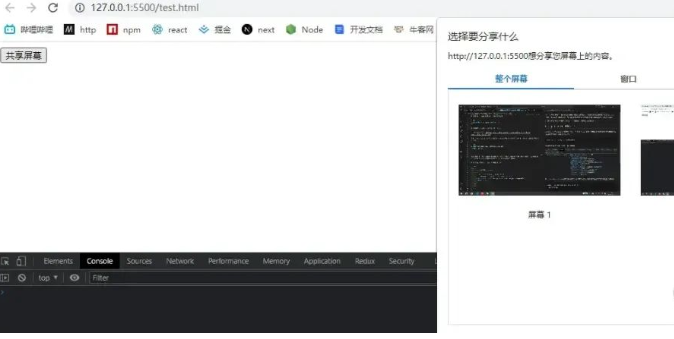 127.0.0.1:5500/test.html
哔哩哔哩 http npm react 掘金 next Node 开发文档 牛客网
共享屏幕
选择要分享什么
http://127.0.0.1:5500想分享您屏幕上的内容。
整个屏幕 窗口
屏幕 1
Elements Console Sources Network Performance Memory Application Redux Security
top Filter